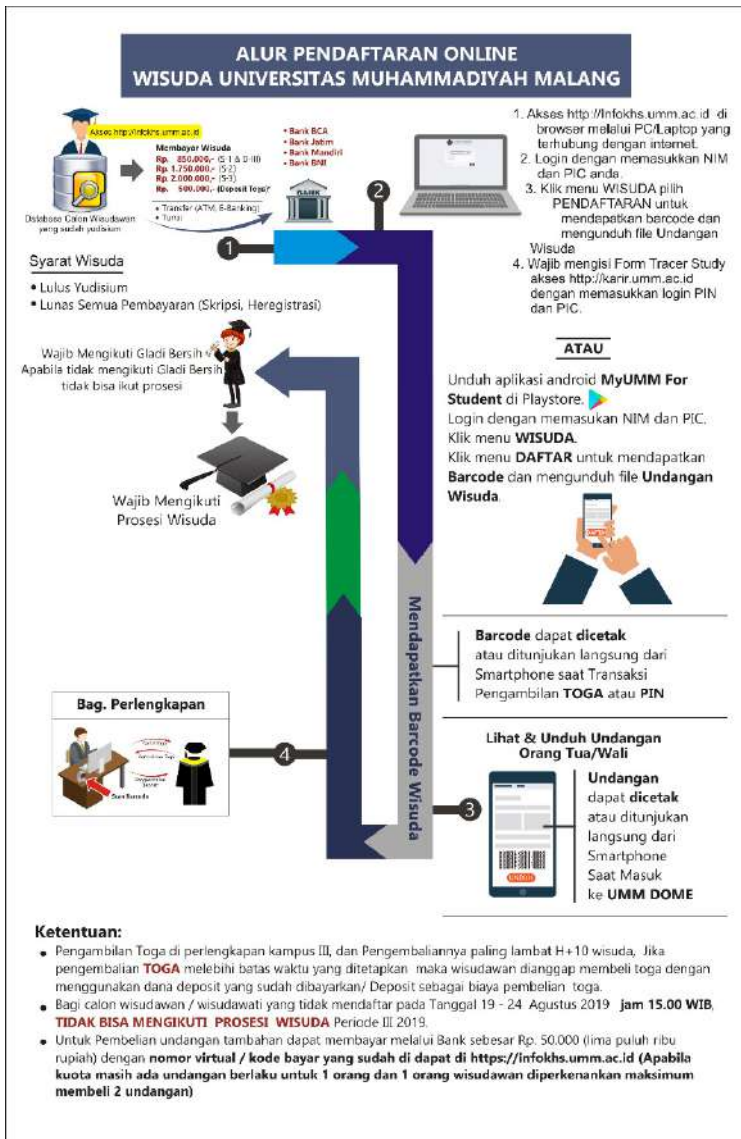 ALUR PENDAFTARAN ONLINE
WISUDA UNIVERSITAS MUHAMMADIYAH MALANG
Akses http://Infokhs.umm.ac.id
Membayar Wisuda
Rp. 850.000,- (S-1 & D-III)
Rp. 1.750.000,- (S-2)
Rp. 2.000.000,- (S-3)
Rp. 500.000,- (Deposit Toga)*
• Transfer (ATM, E-Banking)
• Tunai
• Bank BCA
• Bank Jatim
• Bank Mandiri
• Bank BNI
BANK
Database Calon Wisudawan
yang sudah yudisium
1
2
1. Akses http://Infokhs.umm.ac.id di
browser melalui PC/Laptop yang
terhubung dengan internet.
2. Login dengan memasukkan NIM
dan PIC anda.
3. Klik menu WISUDA pilih
PENDAFTARAN untuk
mendapatkan barcode dan
mengunduh file Undangan
Wisuda
4. Wajib mengisi Form Tracer Study
akses http://karir.umm.ac.id
dengan memasukkan login PIN
dan PIC.
Syarat Wisuda
• Lulus Yudisium
• Lunas Semua Pembayaran (Skripsi, Heregistrasi)
Wajib Mengikuti Gladi Bersih
Apabila tidak mengikuti Gladi Bersih
tidak bisa ikut prosesi
Wajib Mengikuti
Prosesi Wisuda
ATAU
Unduh aplikasi android MyUMM For
Student di Playstore.
Login dengan memasukan NIM dan PIC.
Klik menu WISUDA.
Klik menu DAFTAR untuk mendapatkan
Barcode dan mengunduh file Undangan
Wisuda.
Mendapatkan Barcode Wisuda
Barcode dapat dicetak
atau ditunjukan langsung dari
Smartphone saat Transaksi
Pengambilan TOGA atau PIN
Lihat & Unduh Undangan
Orang Tua/Wali
3
Undangan
dapat dicetak
atau ditunjukan
langsung dari
Smartphone
Saat Masuk
ke UMM DOME
UNDUH
Bag. Perlengkapan
Scan Barcode
4
Ketentuan:
• Pengambilan Toga di perlengkapan kampus III, dan Pengembaliannya paling lambat H+10 wisuda, Jika
pengembalian TOGA melebihi batas waktu yang ditetapkan maka wisudawan dianggap membeli toga dengan
menggunakan dana deposit yang sudah dibayarkan/ Deposit sebagai biaya pembelian toga.
• Bagi calon wisudawan / wisudawati yang tidak mendaftar pada Tanggal 19 - 24 Agustus 2019 jam 15.00 WIB,
TIDAK BISA MENGIKUTI PROSESI WISUDA Periode III 2019.
• Untuk Pembelian undangan tambahan dapat membayar melalui Bank sebesar Rp. 50.000 (lima puluh ribu
rupiah) dengan nomor virtual / kode bayar yang sudah di dapat di https://infokhs.umm.ac.id (Apabila
kuota masih ada undangan berlaku untuk 1 orang dan 1 orang wisudawan diperkenankan maksimum
membeli 2 undangan)